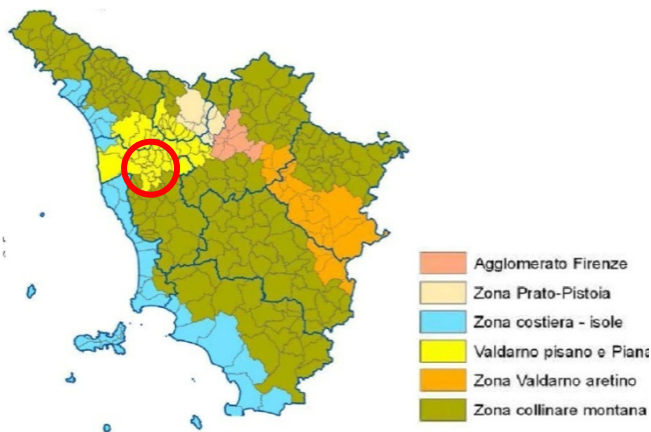 Agglomerato Firenze
Zona Prato-Pistoia
Zona costiera - isole
Valdarno pisano e Piana
Zona Valdarno aretino
Zona collinare montana